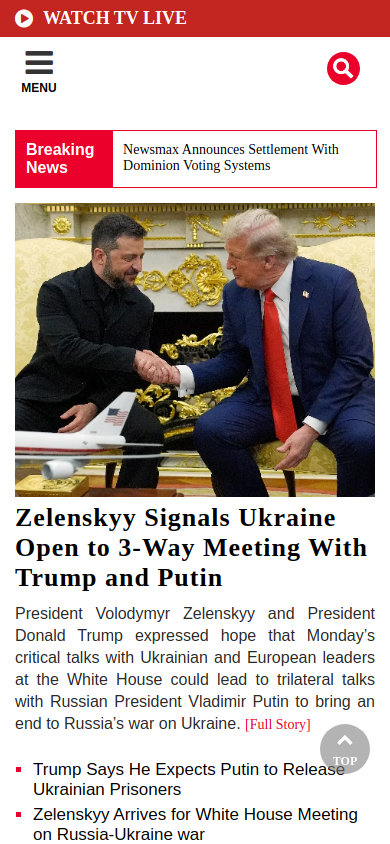 WATCH TV LIVE
MENU
Breaking
News
Newsmax Announces Settlement With
Dominion Voting Systems
Zelenskyy Signals Ukraine
Open to 3-Way Meeting With
Trump and Putin
President Volodymyr Zelenskyy and President
Donald Trump expressed hope that Monday’s
critical talks with Ukrainian and European leaders
at the White House could lead to trilateral talks
with Russian President Vladimir Putin to bring an
end to Russia’s war on Ukraine. [Full Story]
TOP
Trump Says He Expects Putin to Release
Ukrainian Prisoners
Zelenskyy Arrives for White House Meeting
on Russia-Ukraine war